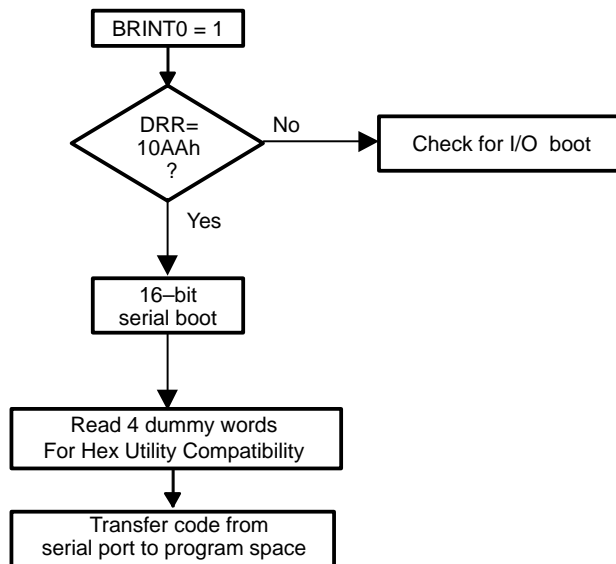 BRINT0 = 1
DRR=
10AAh
?
No
Check for I/O boot
Yes
16–bit
serial boot
Read 4 dummy words
For Hex Utility Compatibility
Transfer code from
serial port to program space